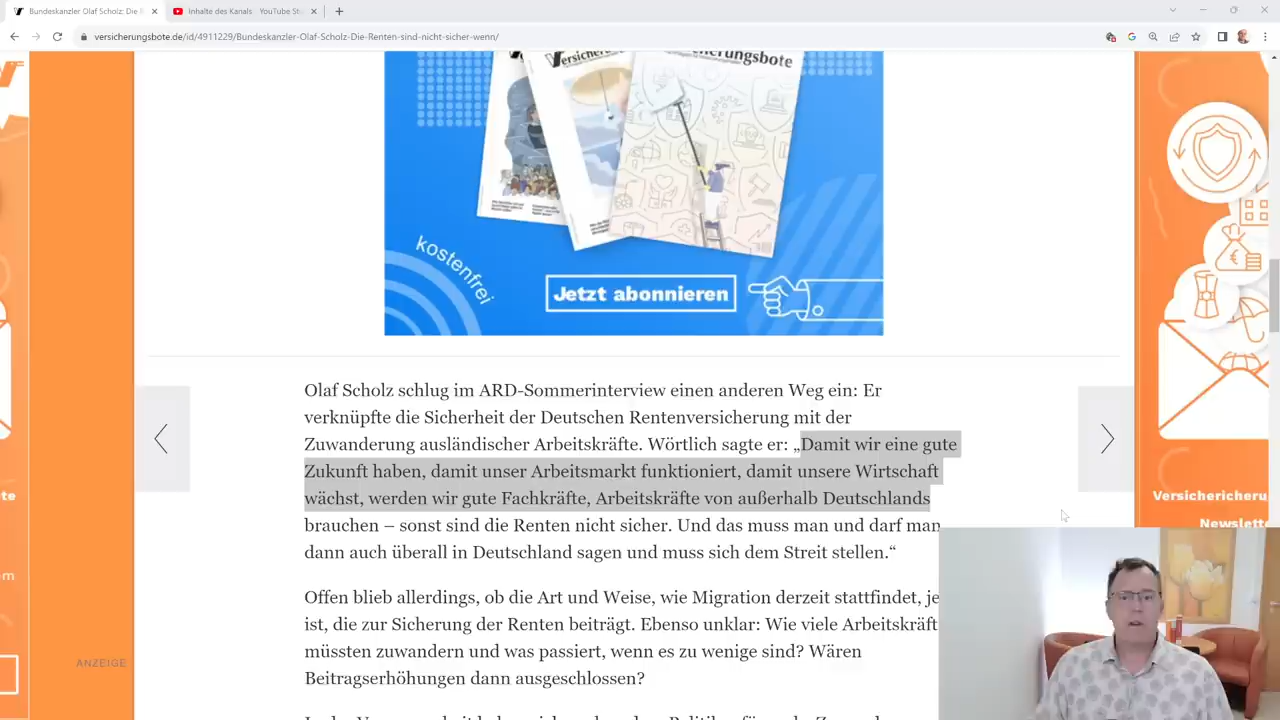 Bundeskanzler Olaf Scholz: Die R
Inhalte des Kanals - YouTube St
versicherungsbote.de/id/4911229/Bundeskanzler-Olaf-Scholz-Die-Renten-sind-nicht-sicher-wenn/
kostenfrei
Jetzt abonnieren
Olaf Scholz schlug im ARD-Sommerinterview einen anderen Weg ein: Er
verknüpfte die Sicherheit der Deutschen Rentenversicherung mit der
Zuwanderung ausländischer Arbeitskräfte. Wörtlich sagte er: „Damit wir eine gute
Zukunft haben, damit unser Arbeitsmarkt funktioniert, damit unsere Wirtschaft
wächst, werden wir gute Fachkräfte, Arbeitskräfte von außerhalb Deutschlands
brauchen – sonst sind die Renten nicht sicher. Und das muss man und darf man
dann auch überall in Deutschland sagen und muss sich dem Streit stellen.“
Offen blieb allerdings, ob die Art und Weise, wie Migration derzeit stattfindet, je
ist, die zur Sicherung der Renten beiträgt. Ebenso unklar: Wie viele Arbeitskräft
müssten zuwandern und was passiert, wenn es zu wenige sind? Wären
Beitragserhöhungen dann ausgeschlossen?
ANZEIGE
Versichericheru
Newslett